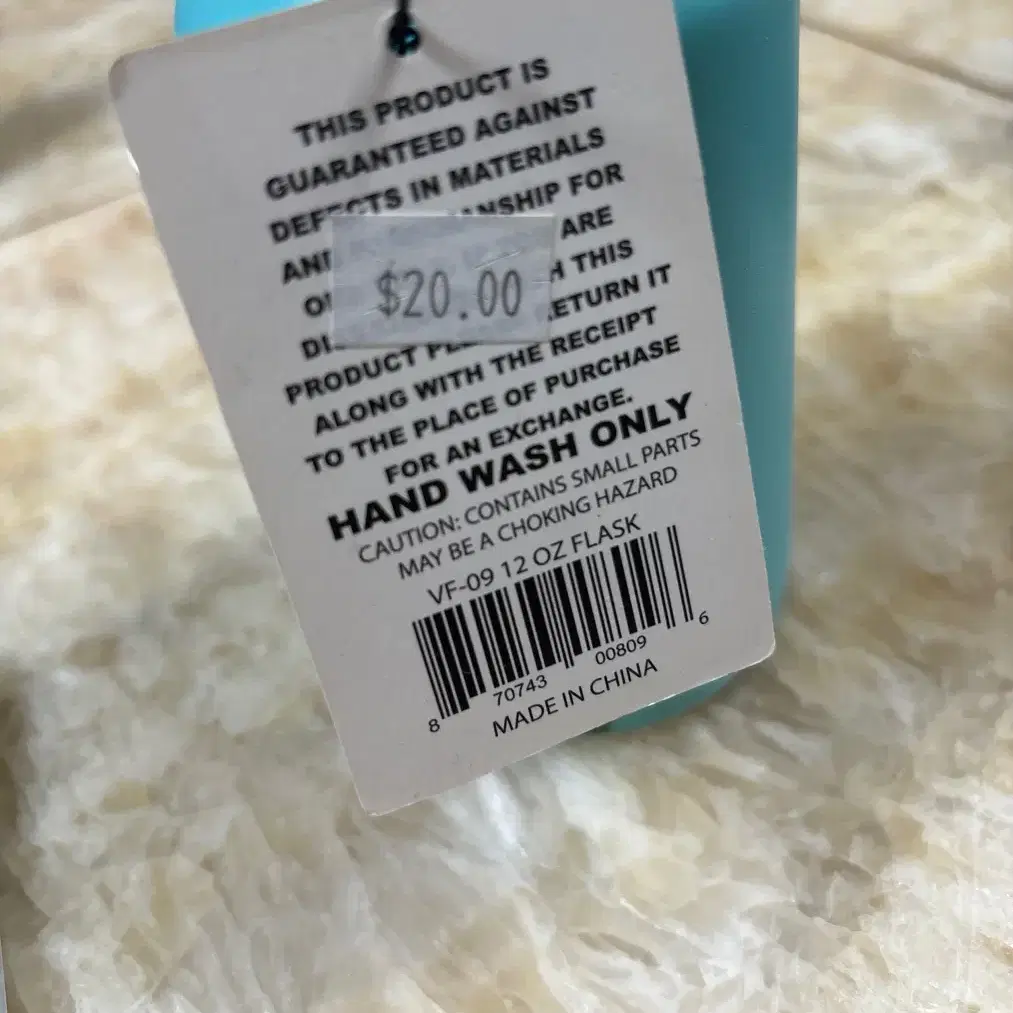 THIS PRODUCT IS
GUARANTEED AGAINST
DEFECTS IN MATERIALS
FOR
ARE
THIS
$20.00
PRODUCT RETURN IT
ALONG WITH THE RECEIPT
TO THE PLACE OF PURCHASE
FOR AN EXCHANGE.
HAND WASH ONLY
CAUTION: CONTAINS SMALL PARTS
MAY BE A CHOKING HAZARD
VF-09 12 OZ FLASK
8 70743 00809 6
MADE IN CHINA